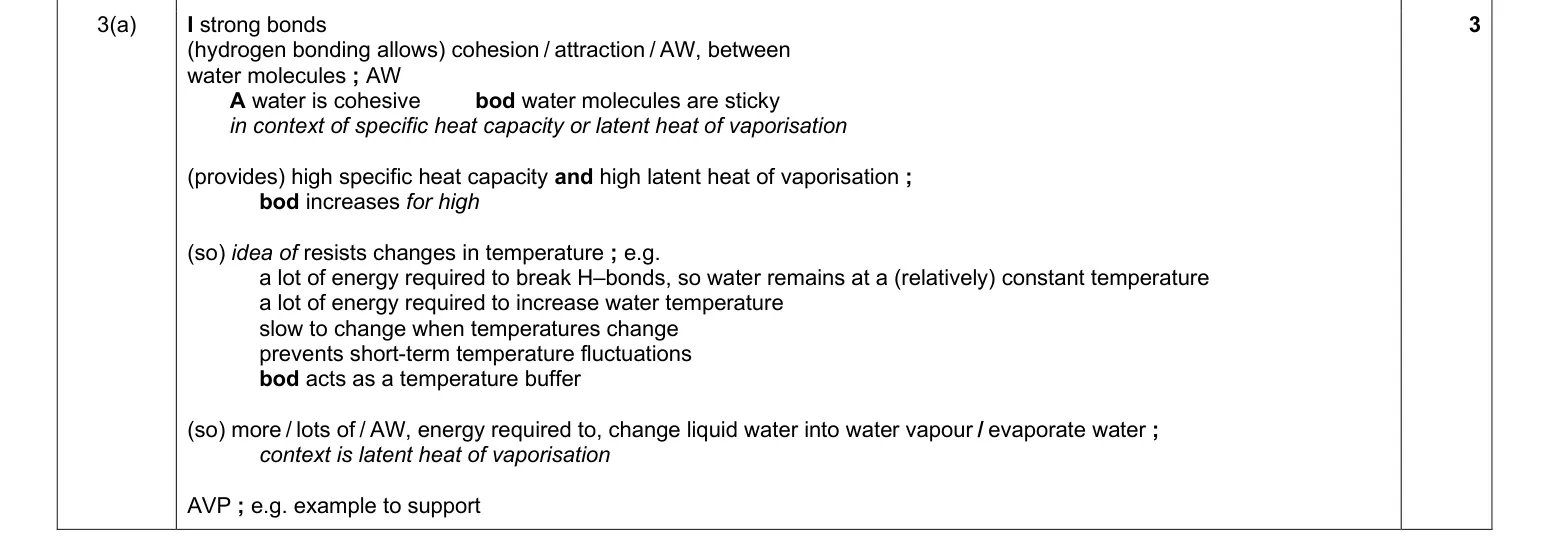 3(a)
I strong bonds
3
(hydrogen bonding allows) cohesion / attraction / AW, between
water molecules ; AW
A water is cohesive bod water molecules are sticky
in context of specific heat capacity or latent heat of vaporisation
(provides) high specific heat capacity and high latent heat of vaporisation ;
bod increases for high
(so) idea of resists changes in temperature ; e.g.
a lot of energy required to break H–bonds, so water remains at a (relatively) constant temperature
a lot of energy required to increase water temperature
slow to change when temperatures change
prevents short-term temperature fluctuations
bod acts as a temperature buffer
(so) more / lots of / AW, energy required to, change liquid water into water vapour / evaporate water ;
context is latent heat of vaporisation
AVP ; e.g. example to support